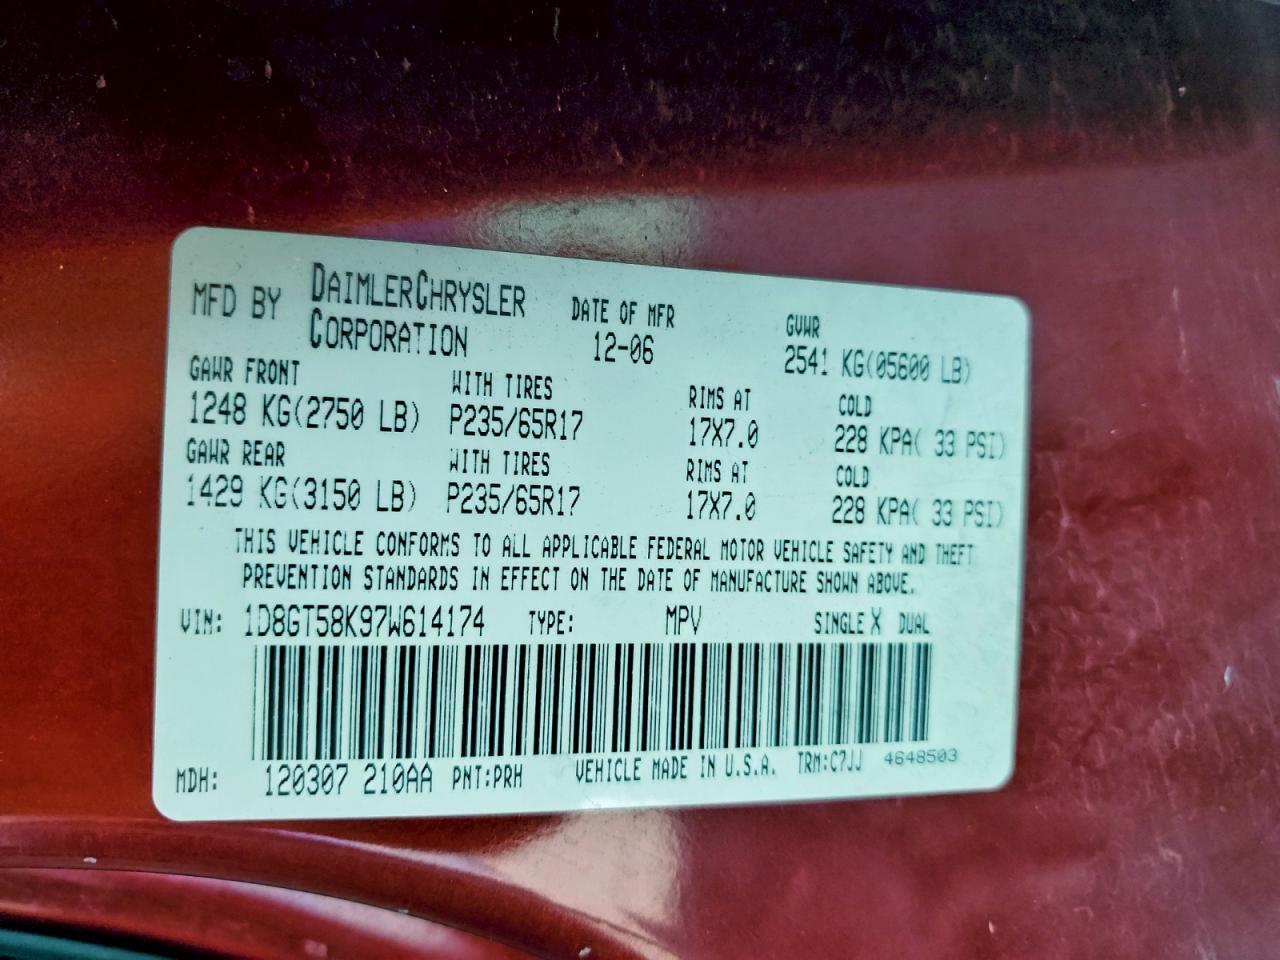 MFD BY DAIMLERCHRYSLER CORPORATION DATE OF MFR 12-06 GVWR 2541 KG(05600 LB)
GAWR FRONT WITH TIRES RIMS AT COLD
1248 KG(2750 LB) P235/65R17 17X7.0 228 KPA( 33 PSI)
GAWR REAR WITH TIRES RIMS AT COLD
1429 KG(3150 LB) P235/65R17 17X7.0 228 KPA( 33 PSI)
THIS VEHICLE CONFORMS TO ALL APPLICABLE FEDERAL MOTOR VEHICLE SAFETY AND THEFT
PREVENTION STANDARDS IN EFFECT ON THE DATE OF MANUFACTURE SHOWN ABOVE.
VIN: 1D8GT58K97W614174 TYPE: MPV SINGLE X DUAL
MDH: 120307 210AA PNT:PRH VEHICLE MADE IN U.S.A. TRM:C7JJ 4648503